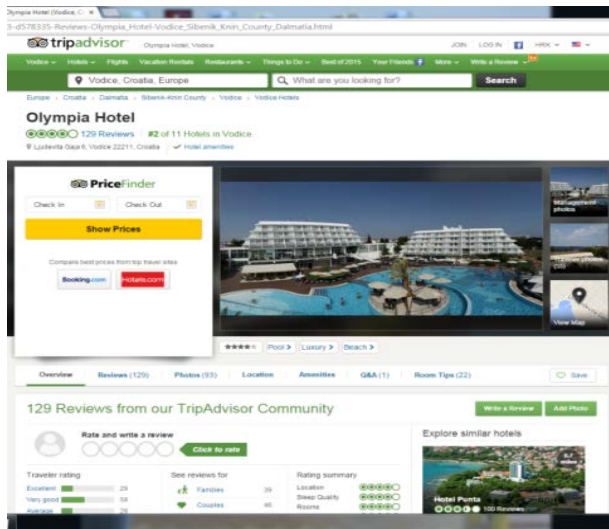 Olympia Hotel (Vodice, C
3-d578335-Reviews-Olympia_Hotel-Vodice_Sibenik_Knin_County_Dalmatia.html
tripadvisor Olympia Hotel, Vodice JOIN LOG IN HRK
Vodice Hotels Flights Vacation Rentals Restaurants Things to Do Best of 2015 Your Friends More Write a Review
Vodice, Croatia, Europe What are you looking for? Search
Europe Croatia Dalmatia Sibenik-Knin County Vodice Vodice Hotels
Olympia Hotel
129 Reviews #2 of 11 Hotels in Vodice
Ljudevita Gaja 6, Vodice 22211, Croatia Hotel amenities
PriceFinder
Check In Check Out
Show Prices
Compare best prices from top travel sites
Booking.com Hotels.com
Management photos
Traveler photos
View Map
Pool > Luxury > Beach >
Overview Reviews (129) Photos (93) Location Amenities Q&A (1) Room Tips (22) Save
129 Reviews from our TripAdvisor Community Write a Review Add Photo
Rate and write a review
Click to rate
Explore similar hotels
Traveler rating See reviews for Rating summary
Excellent 29 Families 39 Location
Very good 58 Couples 46 Sleep Quality
Average 26 Rooms
Hotel Punta
100 Reviews